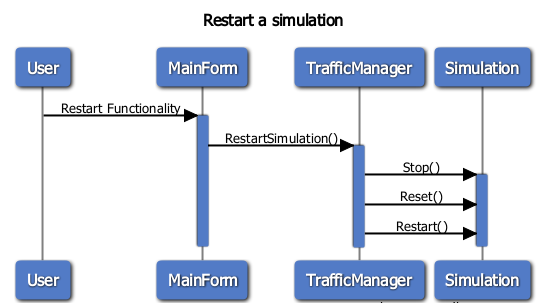 Restart a simulation
User MainForm TrafficManager Simulation
Restart Functionality
RestartSimulation()
Stop()
Reset()
Restart()
User MainForm TrafficManager Simulation